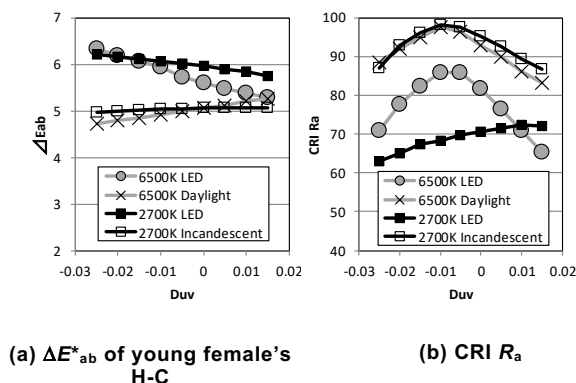 7
6
5
4
3
2
⊿Eab
6500K LED
6500K Daylight
2700K LED
2700K Incandescent
-0.03 -0.02 -0.01 0 0.01 0.02
Duv
(a) ΔE*ab of young female's
H-C
100
90
80
70
60
50
40
CRI Ra
6500K LED
6500K Daylight
2700K LED
2700K Incandescent
-0.03 -0.02 -0.01 0 0.01 0.02
Duv
(b) CRI Ra